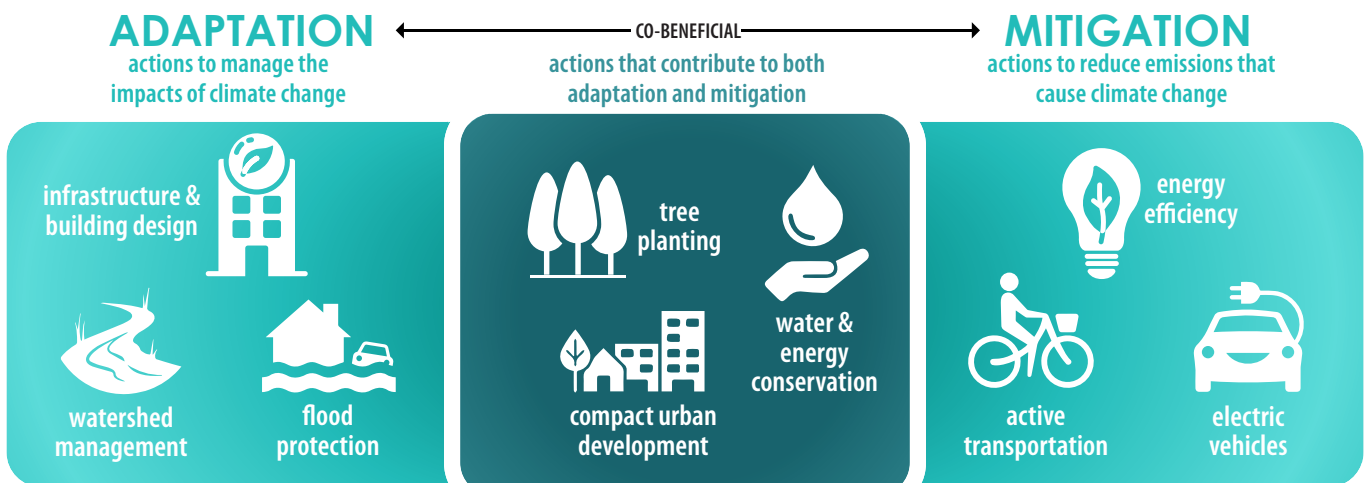 ADAPTATION
CO-BENEFICIAL
MITIGATION
actions to manage the
impacts of climate change
actions that contribute to both
adaptation and mitigation
actions to reduce emissions that
cause climate change
infrastructure &
building design
watershed
management
flood
protection
tree
planting
water &
energy
conservation
compact urban
development
energy
efficiency
active
transportation
electric
vehicles